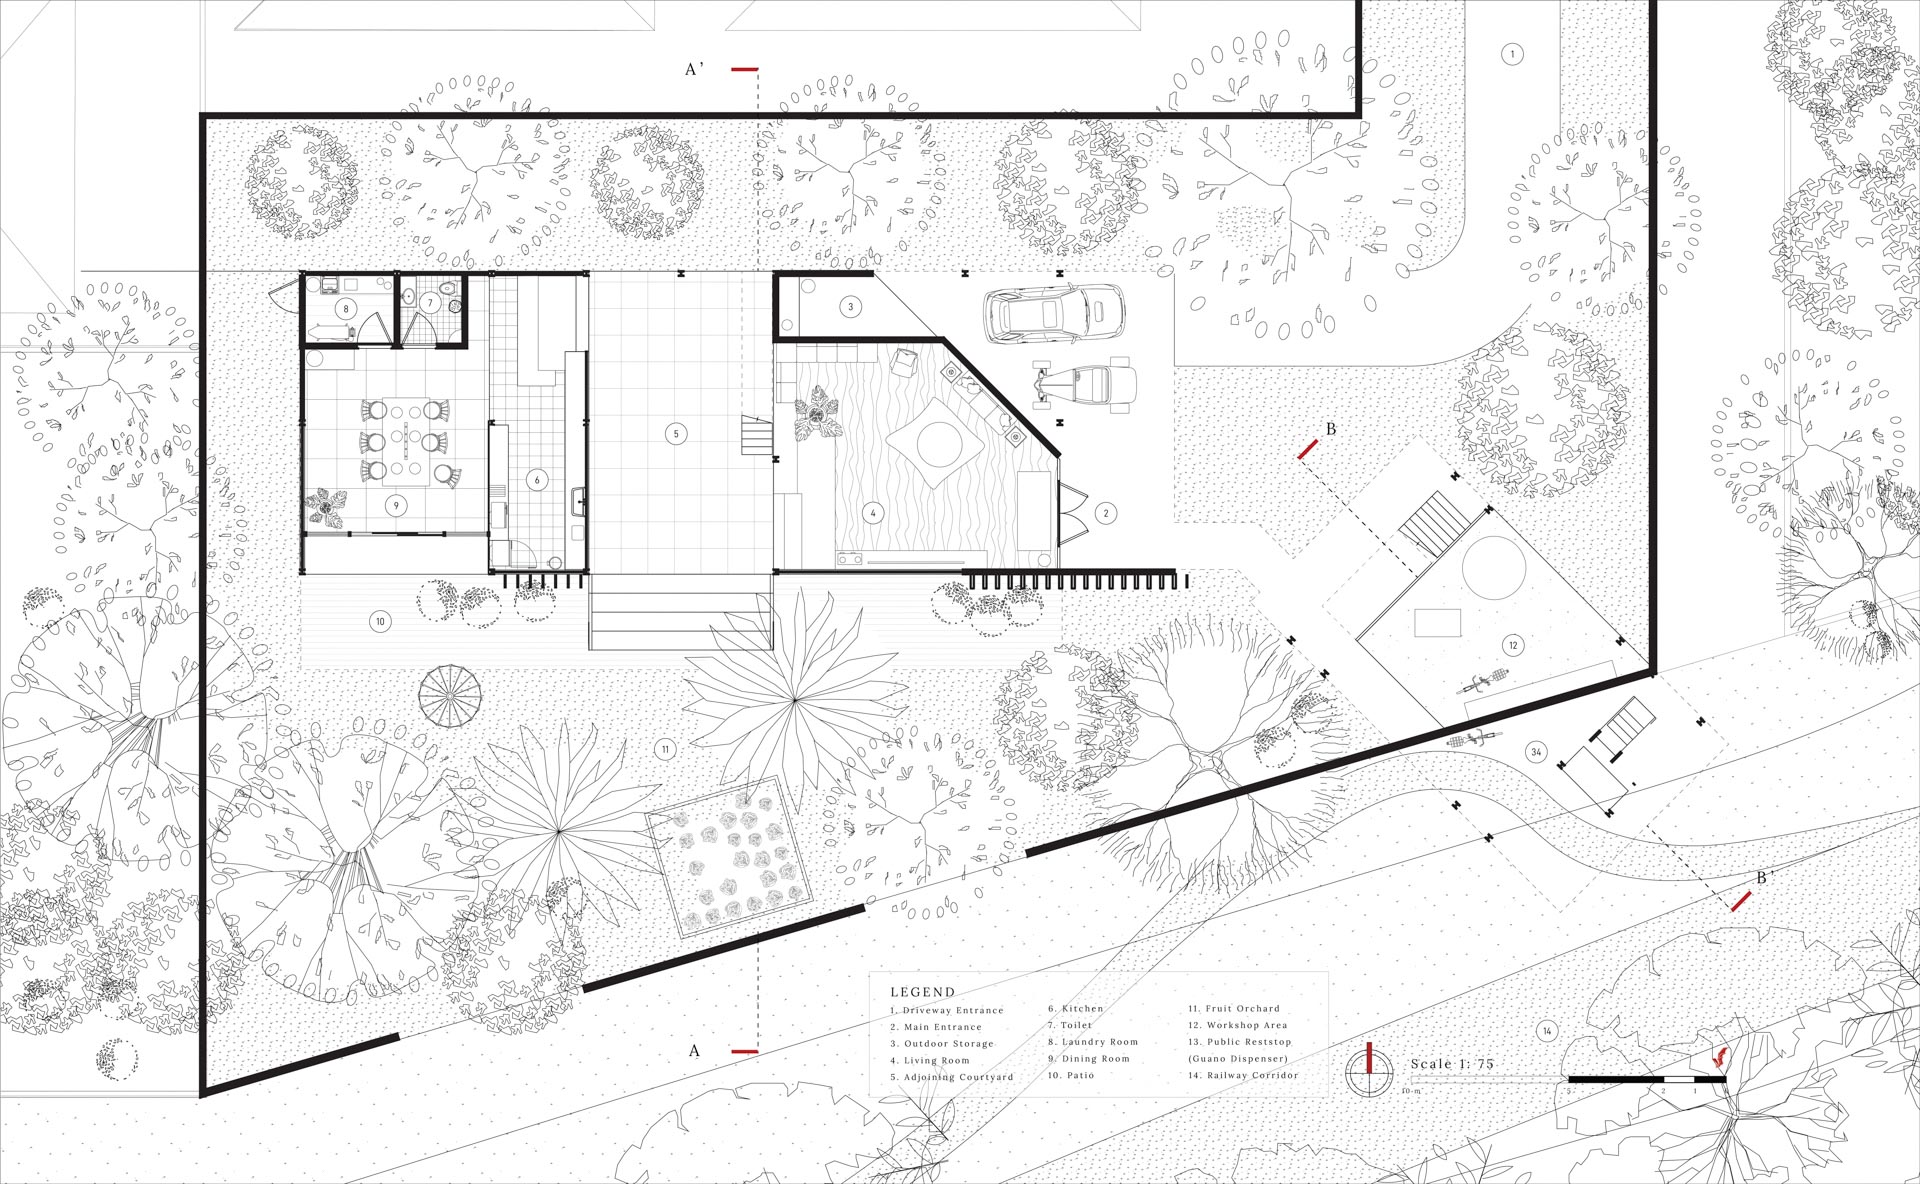 A'
1
8
7
3
B
5
6
9
4
2
10
12
11
34
B'
A
14
LEGEND
1. Driveway Entrance
2. Main Entrance
3. Outdoor Storage
4. Living Room
5. Adjoining Courtyard
6. Kitchen
7. Toilet
8. Laundry Room
9. Dining Room
10. Patio
11. Fruit Orchard
12. Workshop Area
13. Public Reststop
(Guano Dispenser)
14. Railway Corridor
Scale 1: 75
10 m
5 2 1